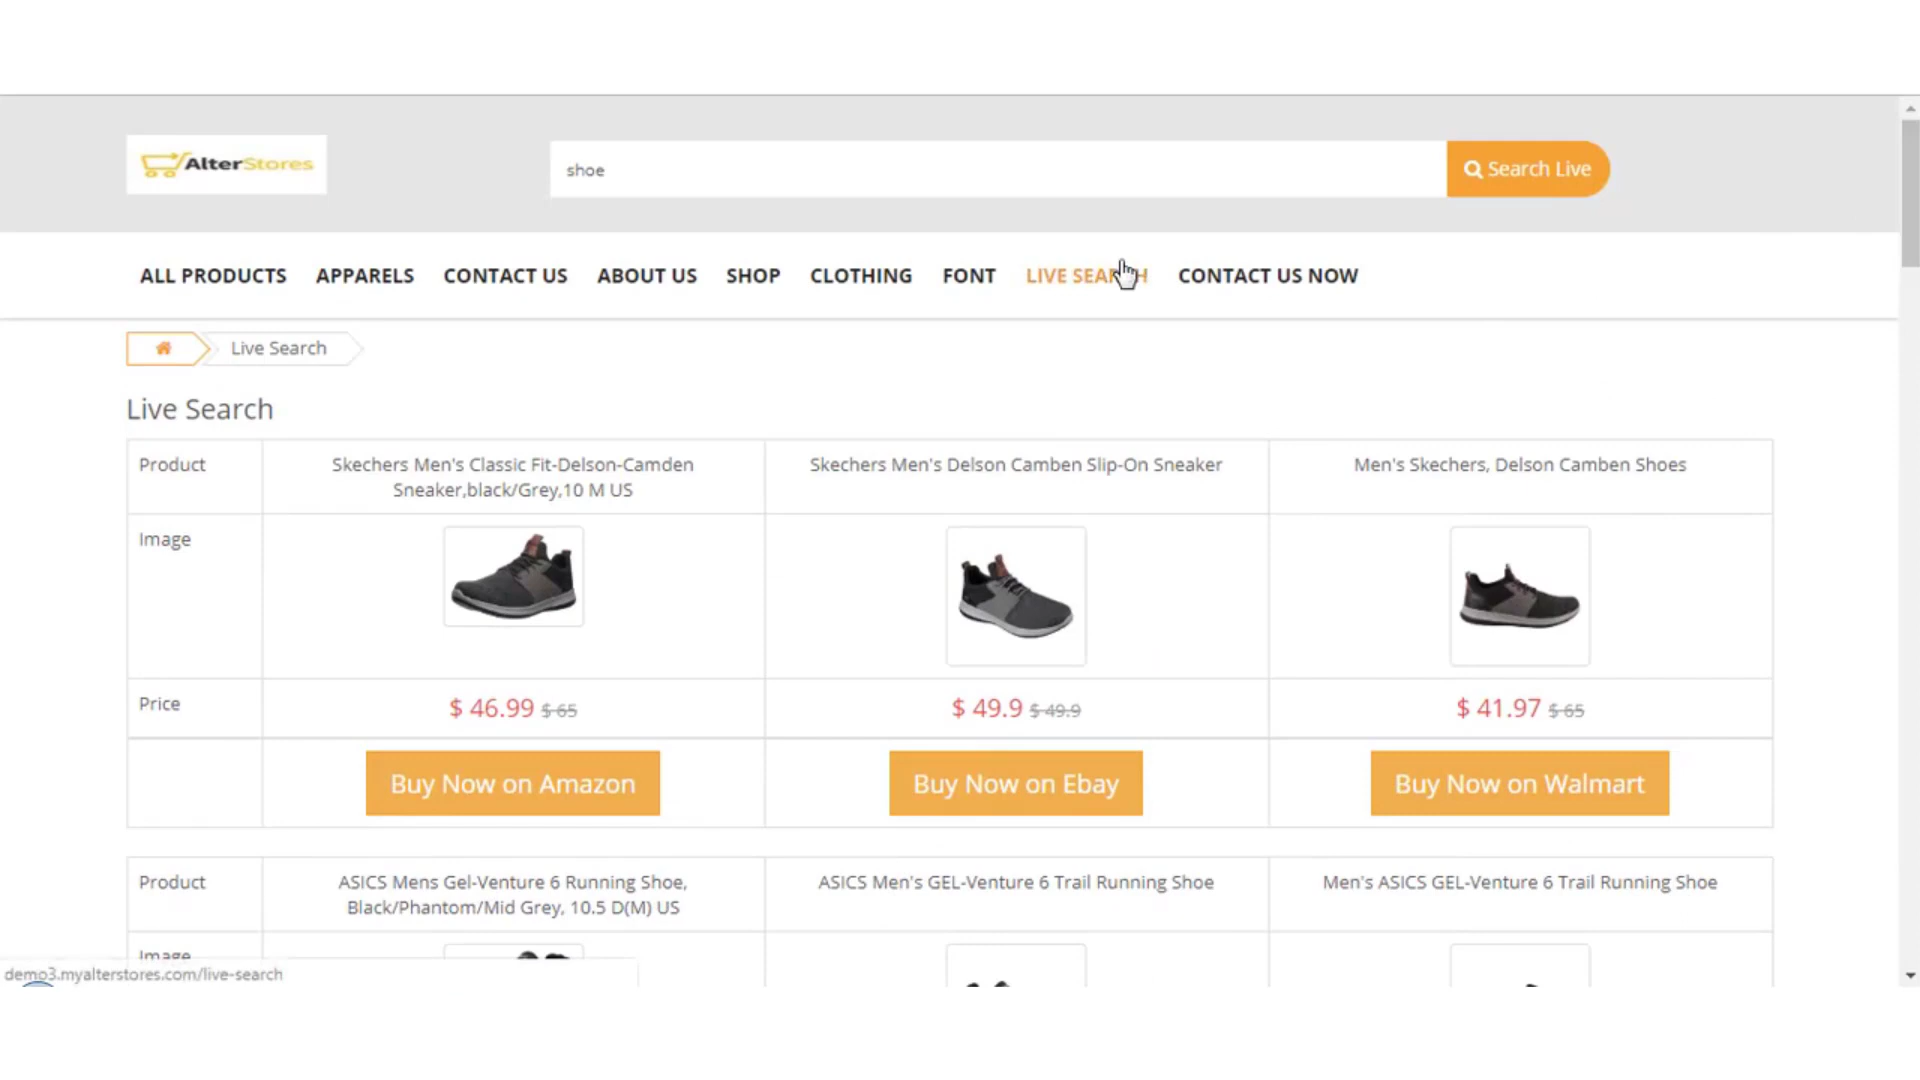 AlterStores
shoe
Search Live
ALL PRODUCTS APPARELS CONTACT US ABOUT US SHOP CLOTHING FONT LIVE SEARCH CONTACT US NOW
Live Search
Live Search
Product
Skechers Men's Classic Fit-Delson-Camden
Sneaker,black/Grey,10 M US
Skechers Men's Delson Camben Slip-On Sneaker
Men's Skechers, Delson Camben Shoes
Image
Price
$ 46.99 $ 65
$ 49.9 $ 49.9
$ 41.97 $ 65
Buy Now on Amazon
Buy Now on Ebay
Buy Now on Walmart
Product
ASICS Mens Gel-Venture 6 Running Shoe,
Black/Phantom/Mid Grey, 10.5 D(M) US
ASICS Men's GEL-Venture 6 Trail Running Shoe
Men's ASICS GEL-Venture 6 Trail Running Shoe
Image
demo3.myalterstores.com/live-search